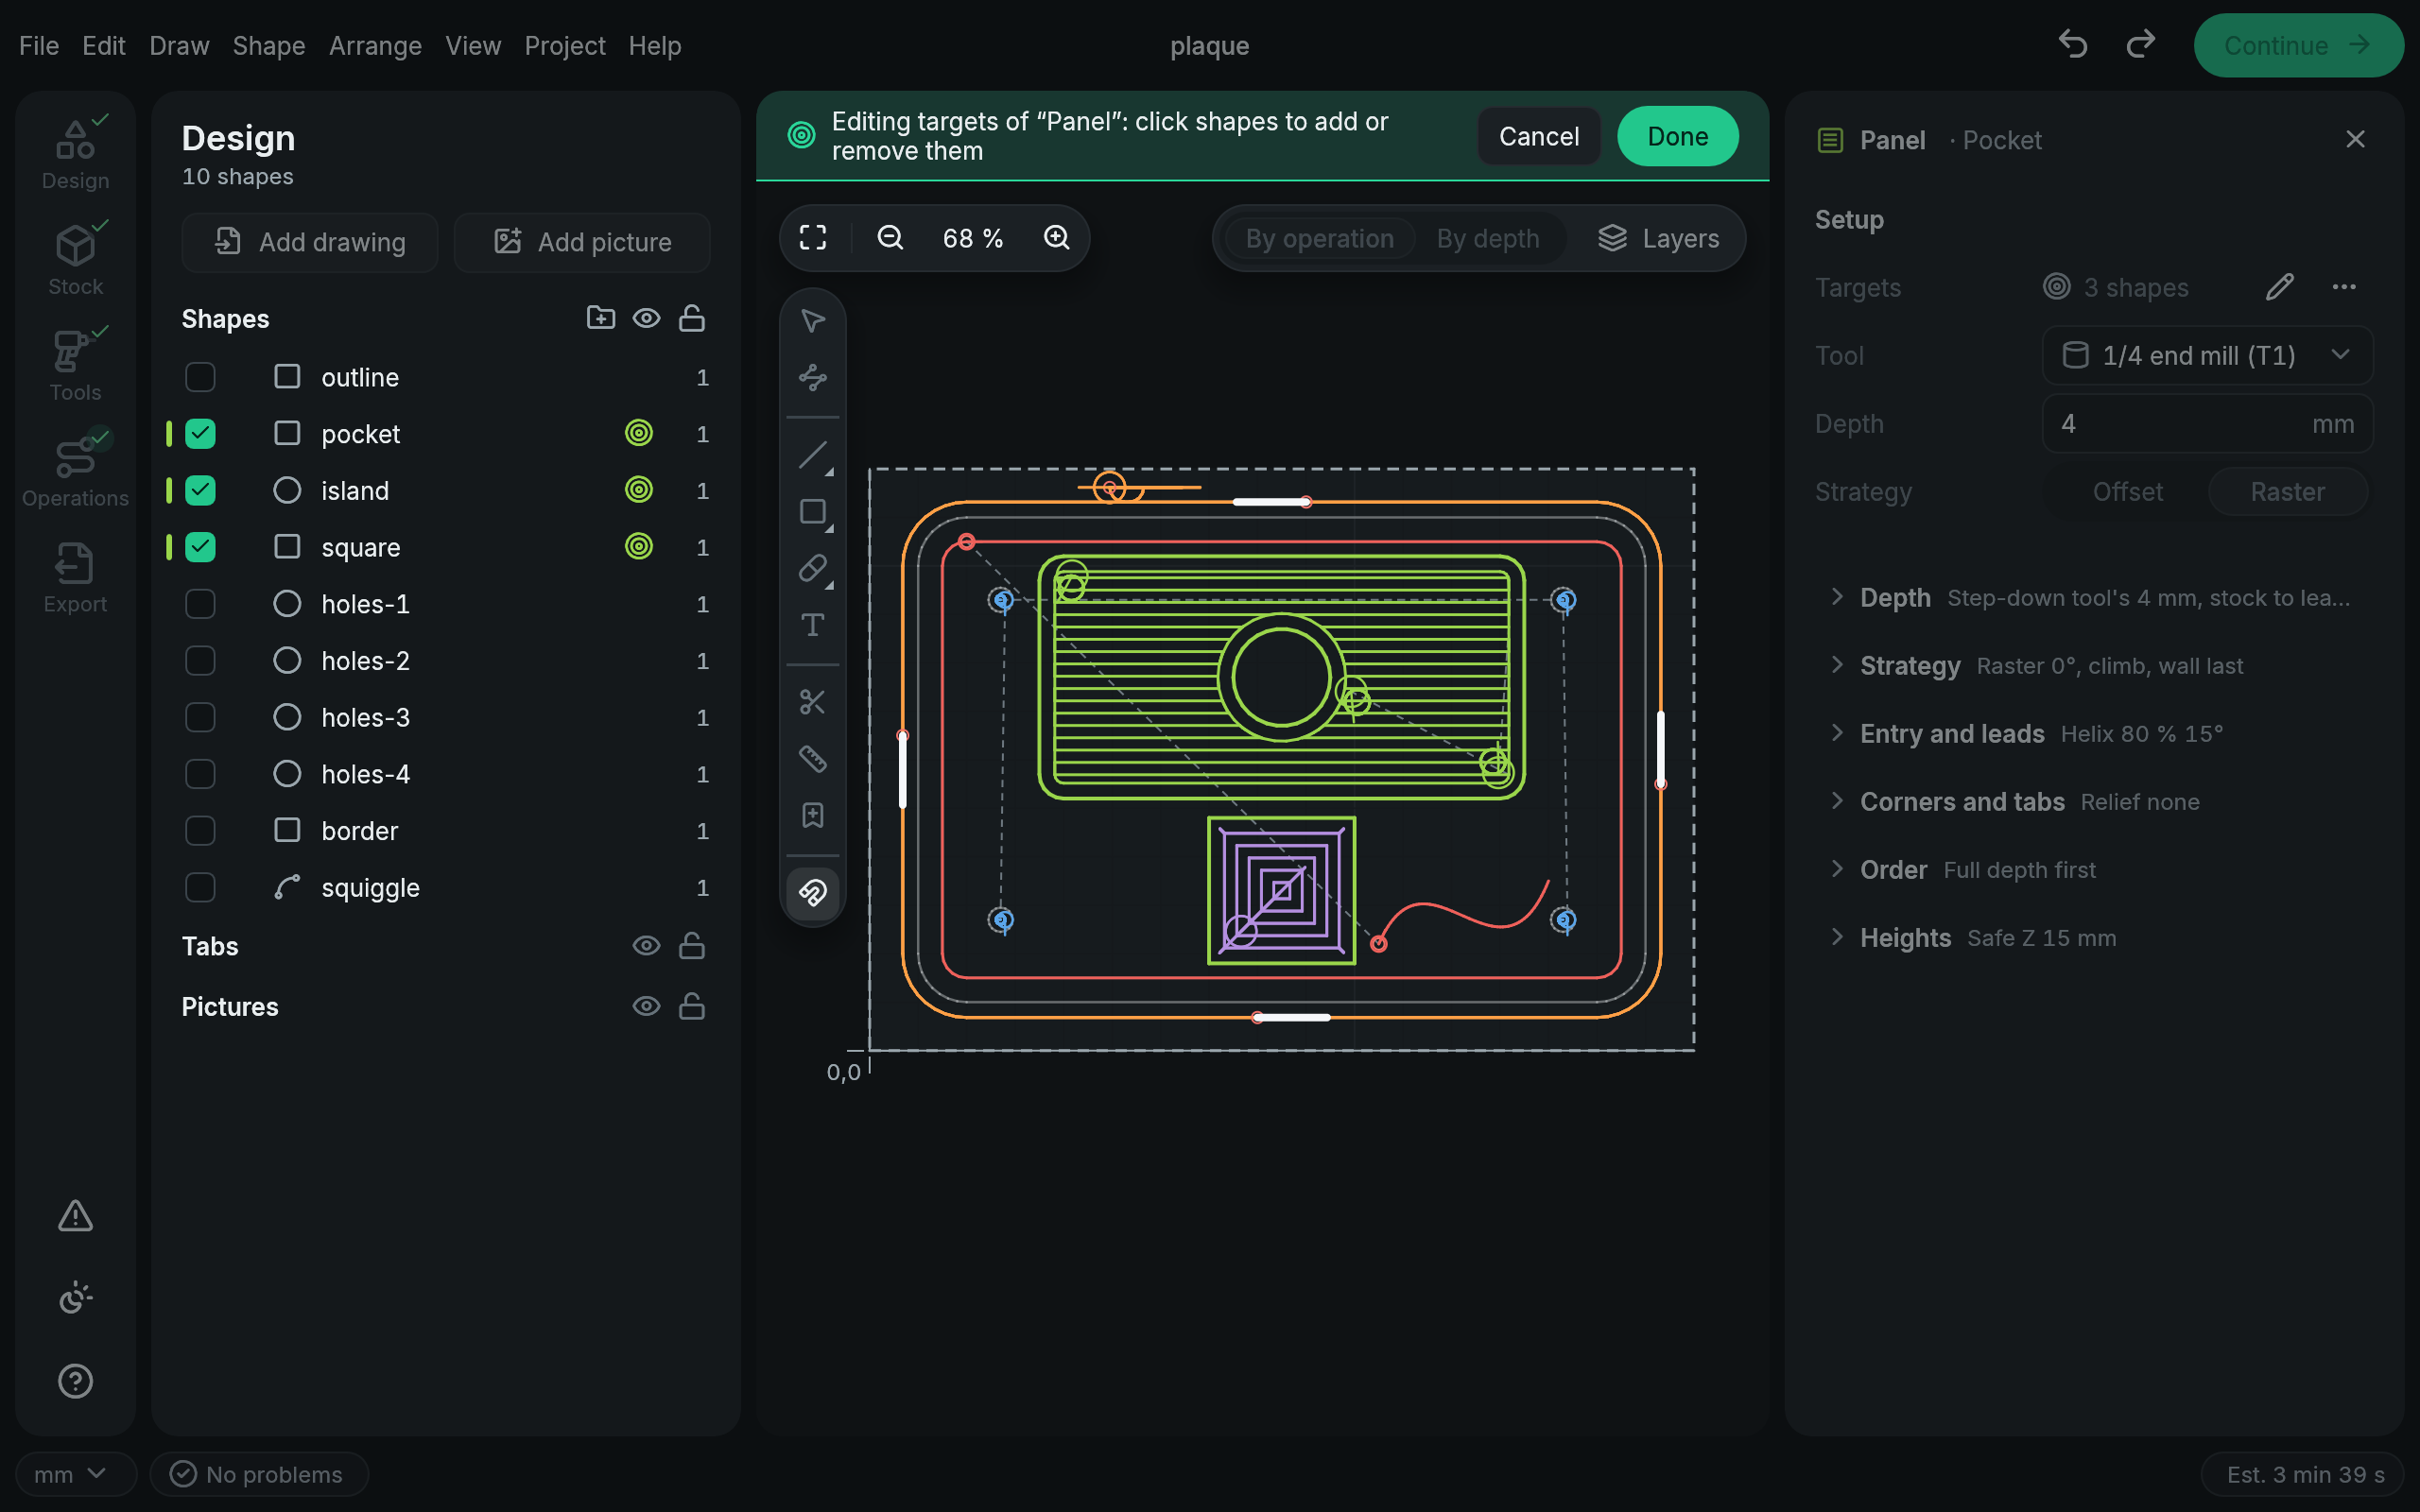 File Edit Draw Shape Arrange View Project Help
plaque
Continue
Design
Stock
Tools
Operations
Export
Design
10 shapes
Add drawing
Add picture
Shapes
outline 1
pocket 1
island 1
square 1
holes-1 1
holes-2 1
holes-3 1
holes-4 1
border 1
squiggle 1
Tabs
Pictures
Editing targets of “Panel”: click shapes to add or
remove them
Cancel
Done
68 %
By operation
By depth
Layers
0,0
Panel · Pocket
Setup
Targets 3 shapes
Tool 1/4 end mill (T1)
Depth 4 mm
Strategy Offset Raster
Depth Step-down tool's 4 mm, stock to lea...
Strategy Raster 0°, climb, wall last
Entry and leads Helix 80 % 15°
Corners and tabs Relief none
Order Full depth first
Heights Safe Z 15 mm
mm
No problems
Est. 3 min 39 s